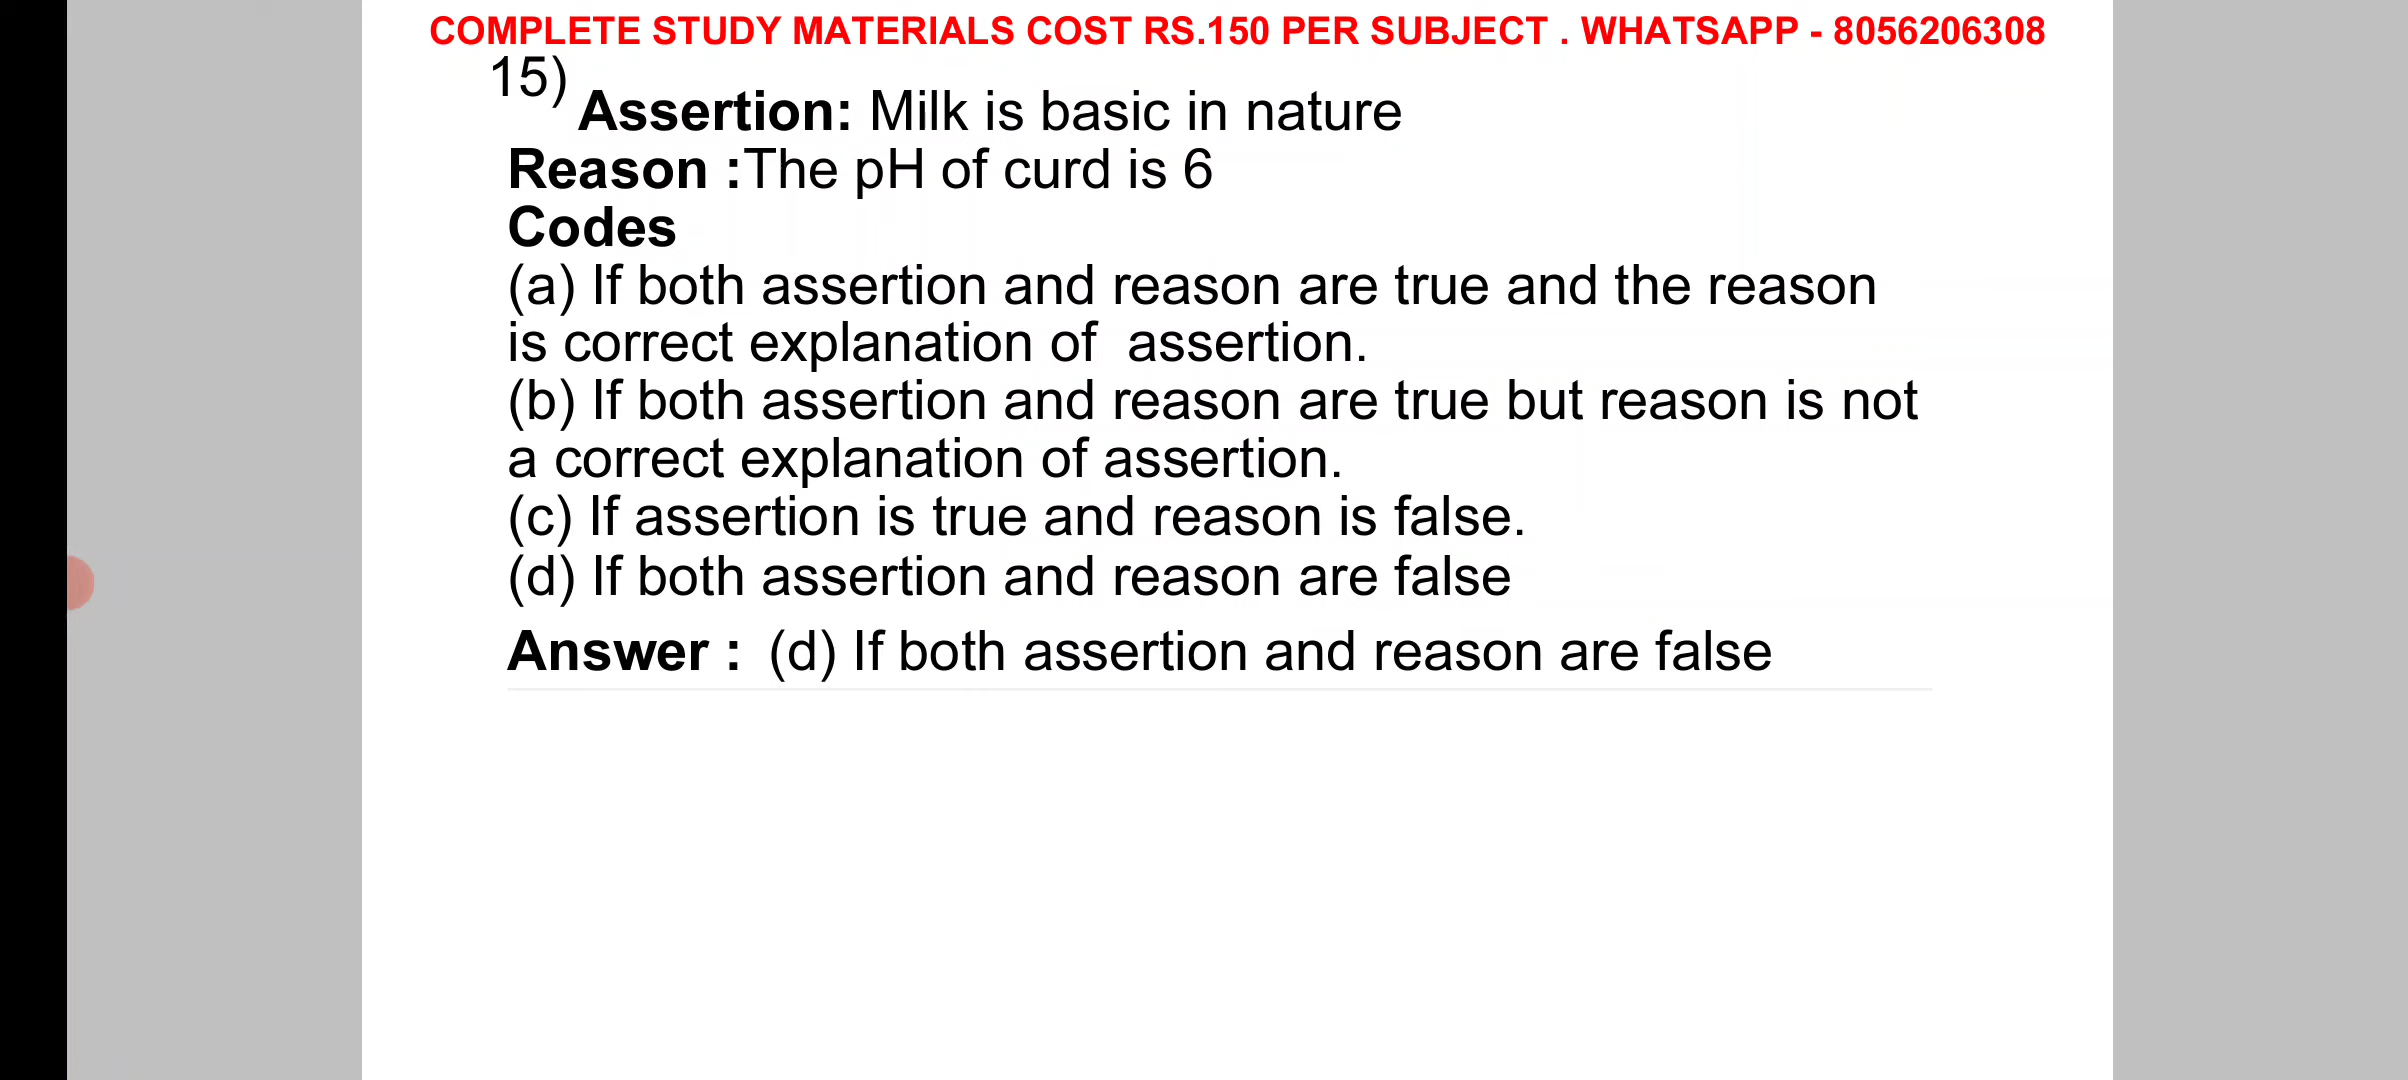 COMPLETE STUDY MATERIALS COST RS.150 PER SUBJECT . WHATSAPP - 8056206308
15)
Assertion: Milk is basic in nature
Reason :The pH of curd is 6
Codes
(a) If both assertion and reason are true and the reason
is correct explanation of  assertion.
(b) If both assertion and reason are true but reason is not
a correct explanation of assertion.
(c) If assertion is true and reason is false.
(d) If both assertion and reason are false
Answer :  (d) If both assertion and reason are false